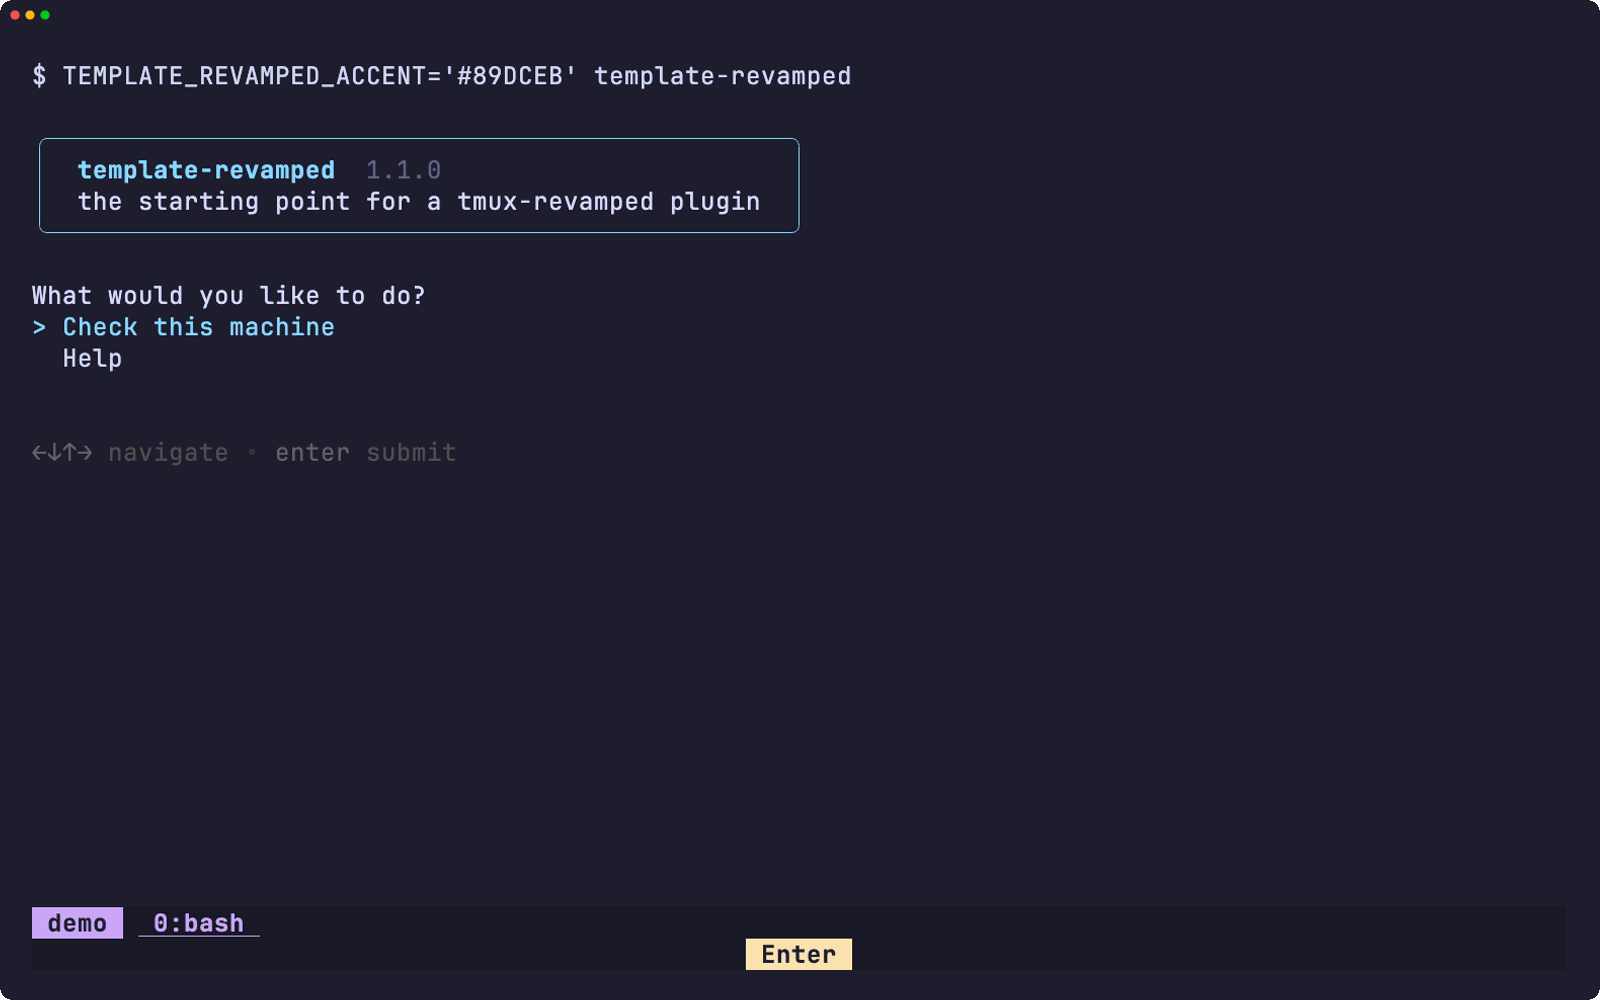 $ TEMPLATE_REVAMPED_ACCENT='#89DCEB' template-revamped
template-revamped 1.1.0
the starting point for a tmux-revamped plugin
What would you like to do?
> Check this machine
Help
←↓↑→ navigate • enter submit
demo 0:bash
Enter